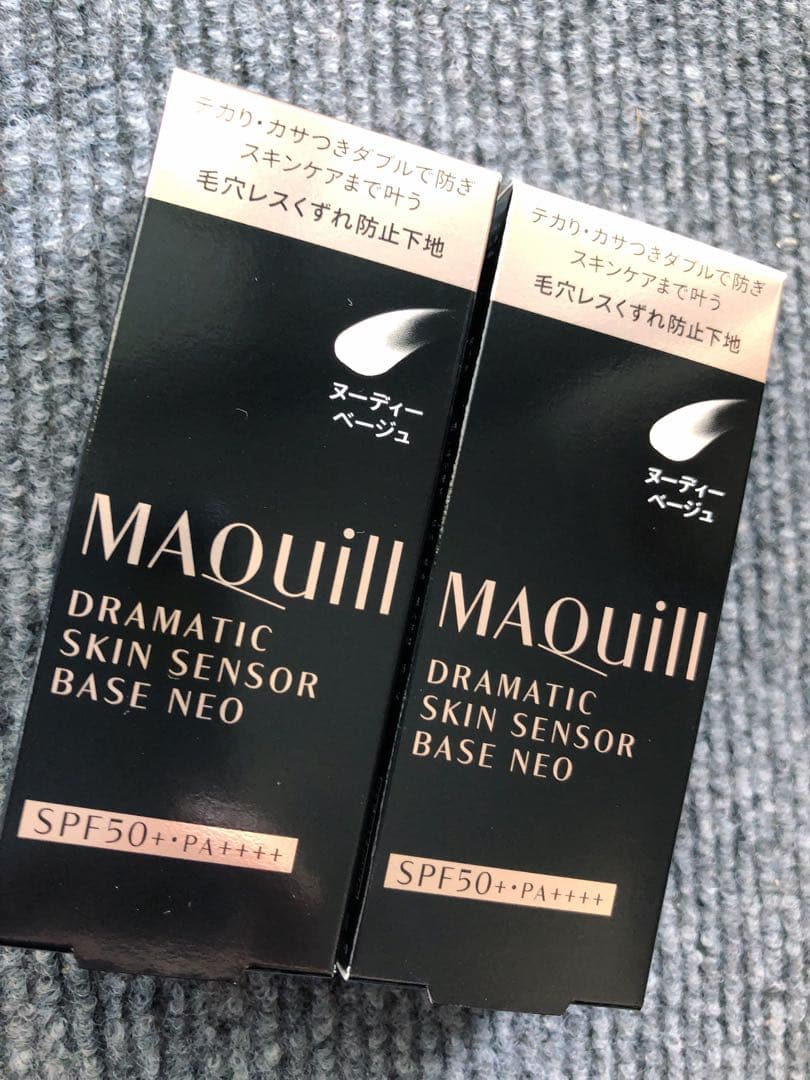 テカり・カサつきダブルで防ぎ
スキンケアまで叶う
毛穴レスくずれ防止下地
ヌーディー
ベージュ
MAQuill
DRAMATIC
SKIN SENSOR
BASE NEO
SPF50+・PA++++
テカり・カサつきダブルで防ぎ
スキンケアまで叶う
毛穴レスくずれ防止下地
ヌーディー
ベージュ
MAQuill
DRAMATIC
SKIN SENSOR
BASE NEO
SPF50+・PA++++